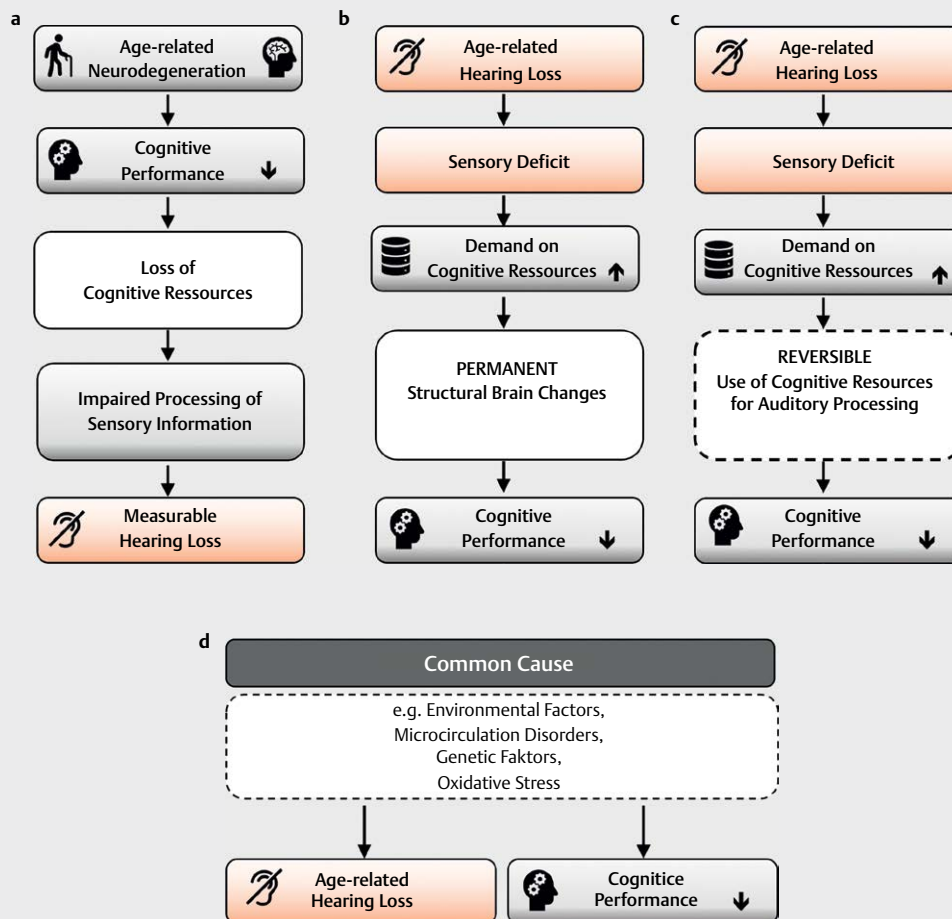 a
Age-related
Neurodegeneration
Cognitive
Performance
Loss of
Cognitive Ressources
Impaired Processing of
Sensory Information
Measurable
Hearing Loss
b
Age-related
Hearing Loss
Sensory Deficit
Demand on
Cognitive Ressources
PERMANENT
Structural Brain Changes
Cognitive
Performance
c
Age-related
Hearing Loss
Sensory Deficit
Demand on
Cognitive Ressources
REVERSIBLE
Use of Cognitive Resources
for Auditory Processing
Cognitive
Performance
d
Common Cause
e.g. Environmental Factors,
Microcirculation Disorders,
Genetic Faktors,
Oxidative Stress
Age-related
Hearing Loss
Cognitice
Performance